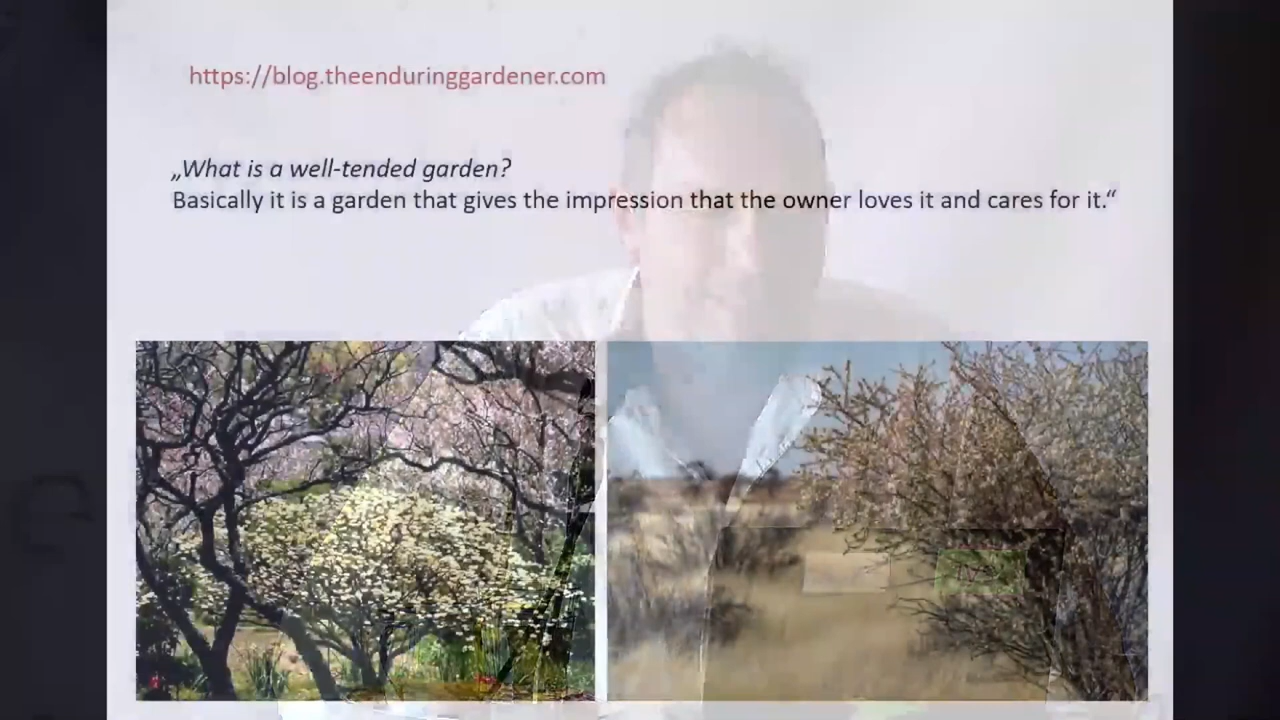 https://blog.theenduringgardener.com
„What is a well-tended garden?
Basically it is a garden that gives the impression that the owner loves it and cares for it.“
e